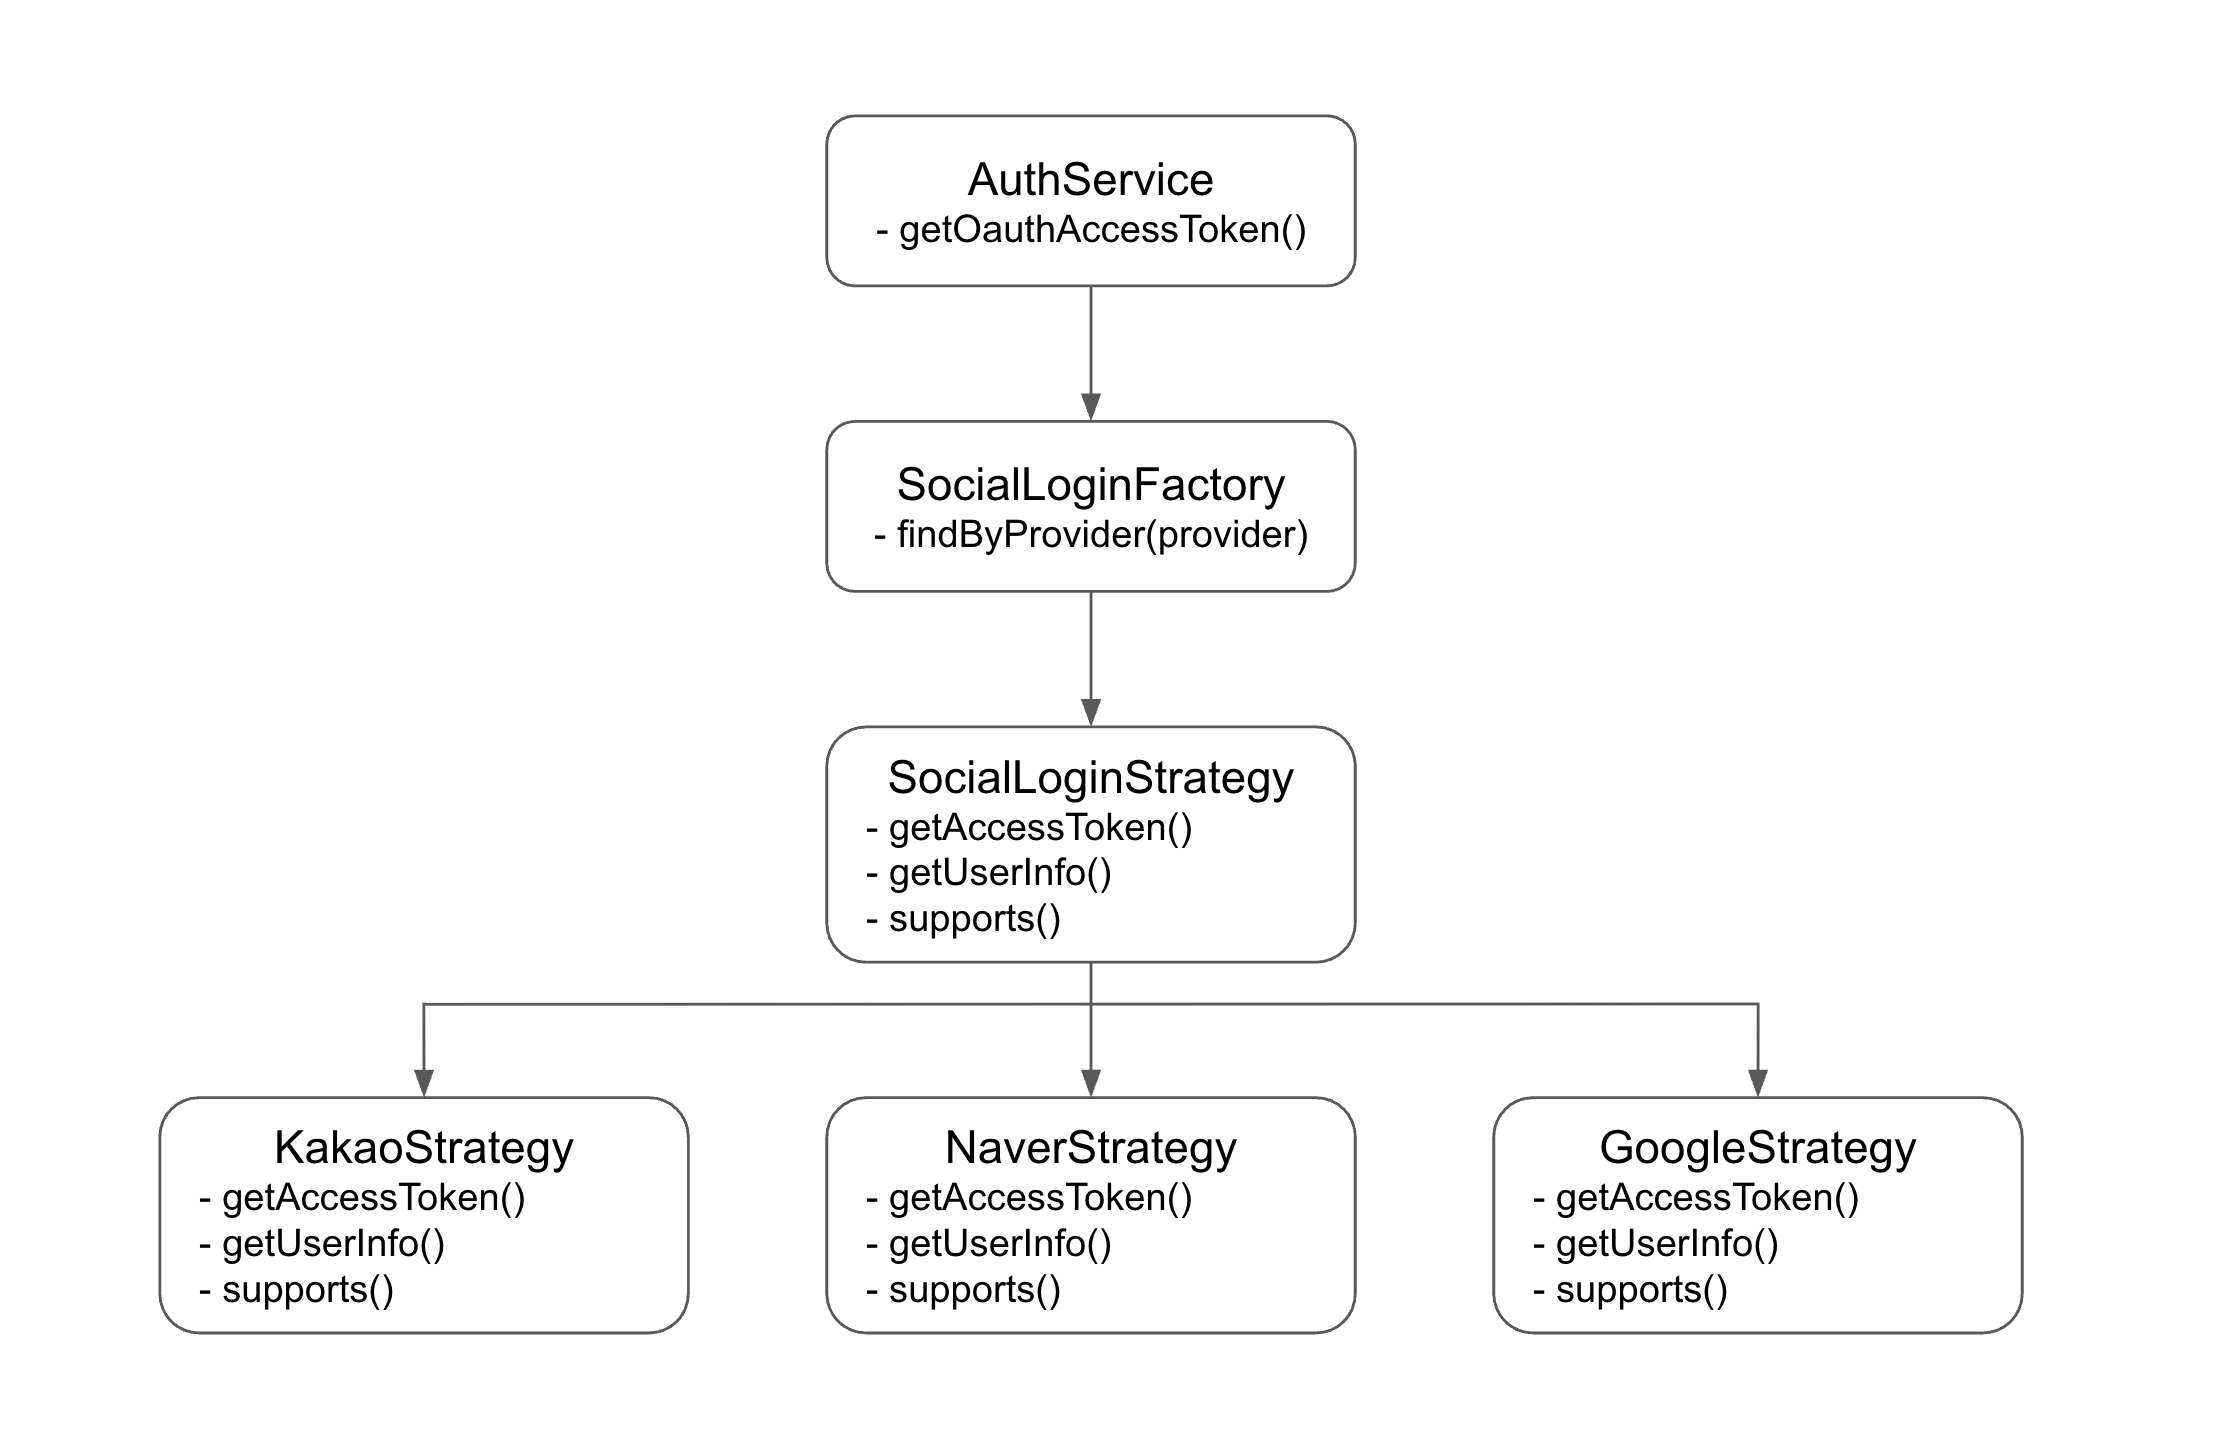 AuthService
- getOauthAccessToken()
SocialLoginFactory
- findByProvider(provider)
SocialLoginStrategy
- getAccessToken()
- getUserInfo()
- supports()
KakaoStrategy
- getAccessToken()
- getUserInfo()
- supports()
NaverStrategy
- getAccessToken()
- getUserInfo()
- supports()
GoogleStrategy
- getAccessToken()
- getUserInfo()
- supports()